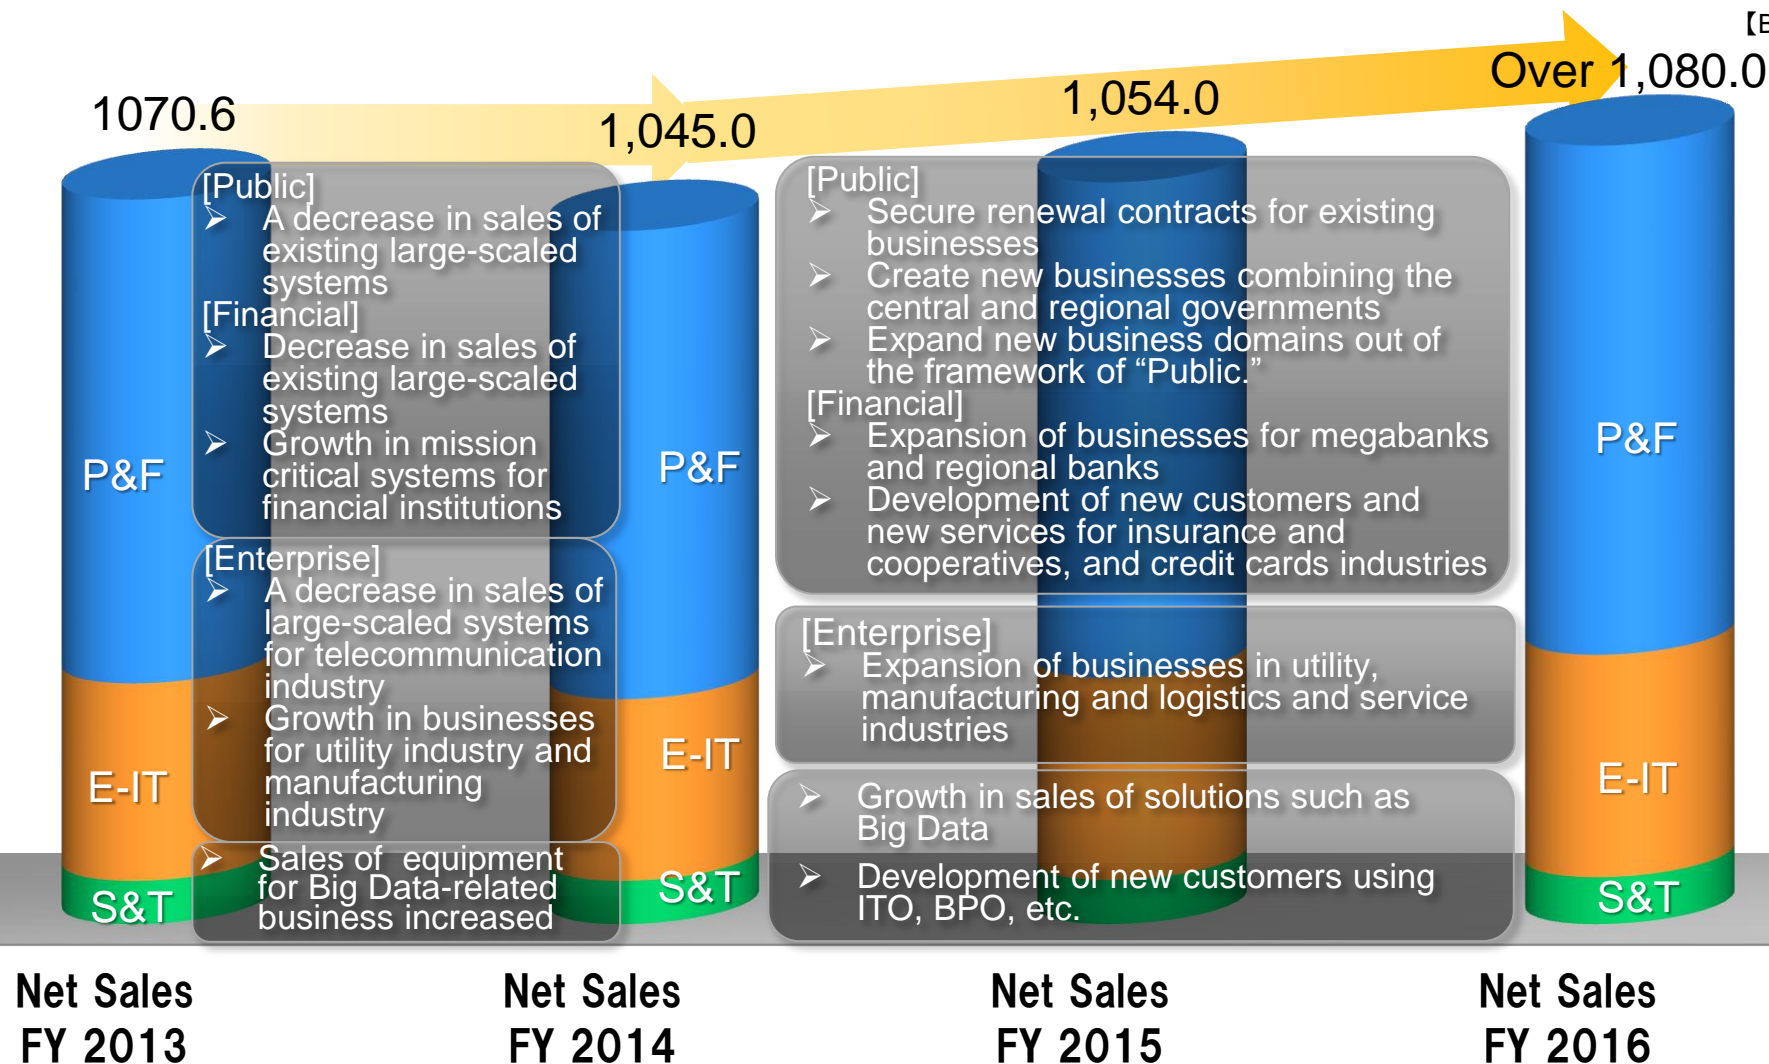 【B
1070.6
1,045.0
1,054.0
Over 1,080.0
[Public]
➢ A decrease in sales of
existing large-scaled
systems
[Financial]
➢ Decrease in sales of
existing large-scaled
systems
➢ Growth in mission
critical systems for
financial institutions
[Enterprise]
➢ A decrease in sales of
large-scaled systems
for telecommunication
industry
➢ Growth in businesses
for utility industry and
manufacturing
industry
➢ Sales of equipment
for Big Data-related
business increased
[Public]
➢ Secure renewal contracts for existing
businesses
➢ Create new businesses combining the
central and regional governments
➢ Expand new business domains out of
the framework of “Public.”
[Financial]
➢ Expansion of businesses for megabanks
and regional banks
➢ Development of new customers and
new services for insurance and
cooperatives, and credit cards industries
[Enterprise]
➢ Expansion of businesses in utility,
manufacturing and logistics and service
industries
➢ Growth in sales of solutions such as
Big Data
➢ Development of new customers using
ITO, BPO, etc.
P&F
E-IT
S&T
P&F
E-IT
S&T
P&F
E-IT
S&T
Net Sales
FY 2013
Net Sales
FY 2014
Net Sales
FY 2015
Net Sales
FY 2016